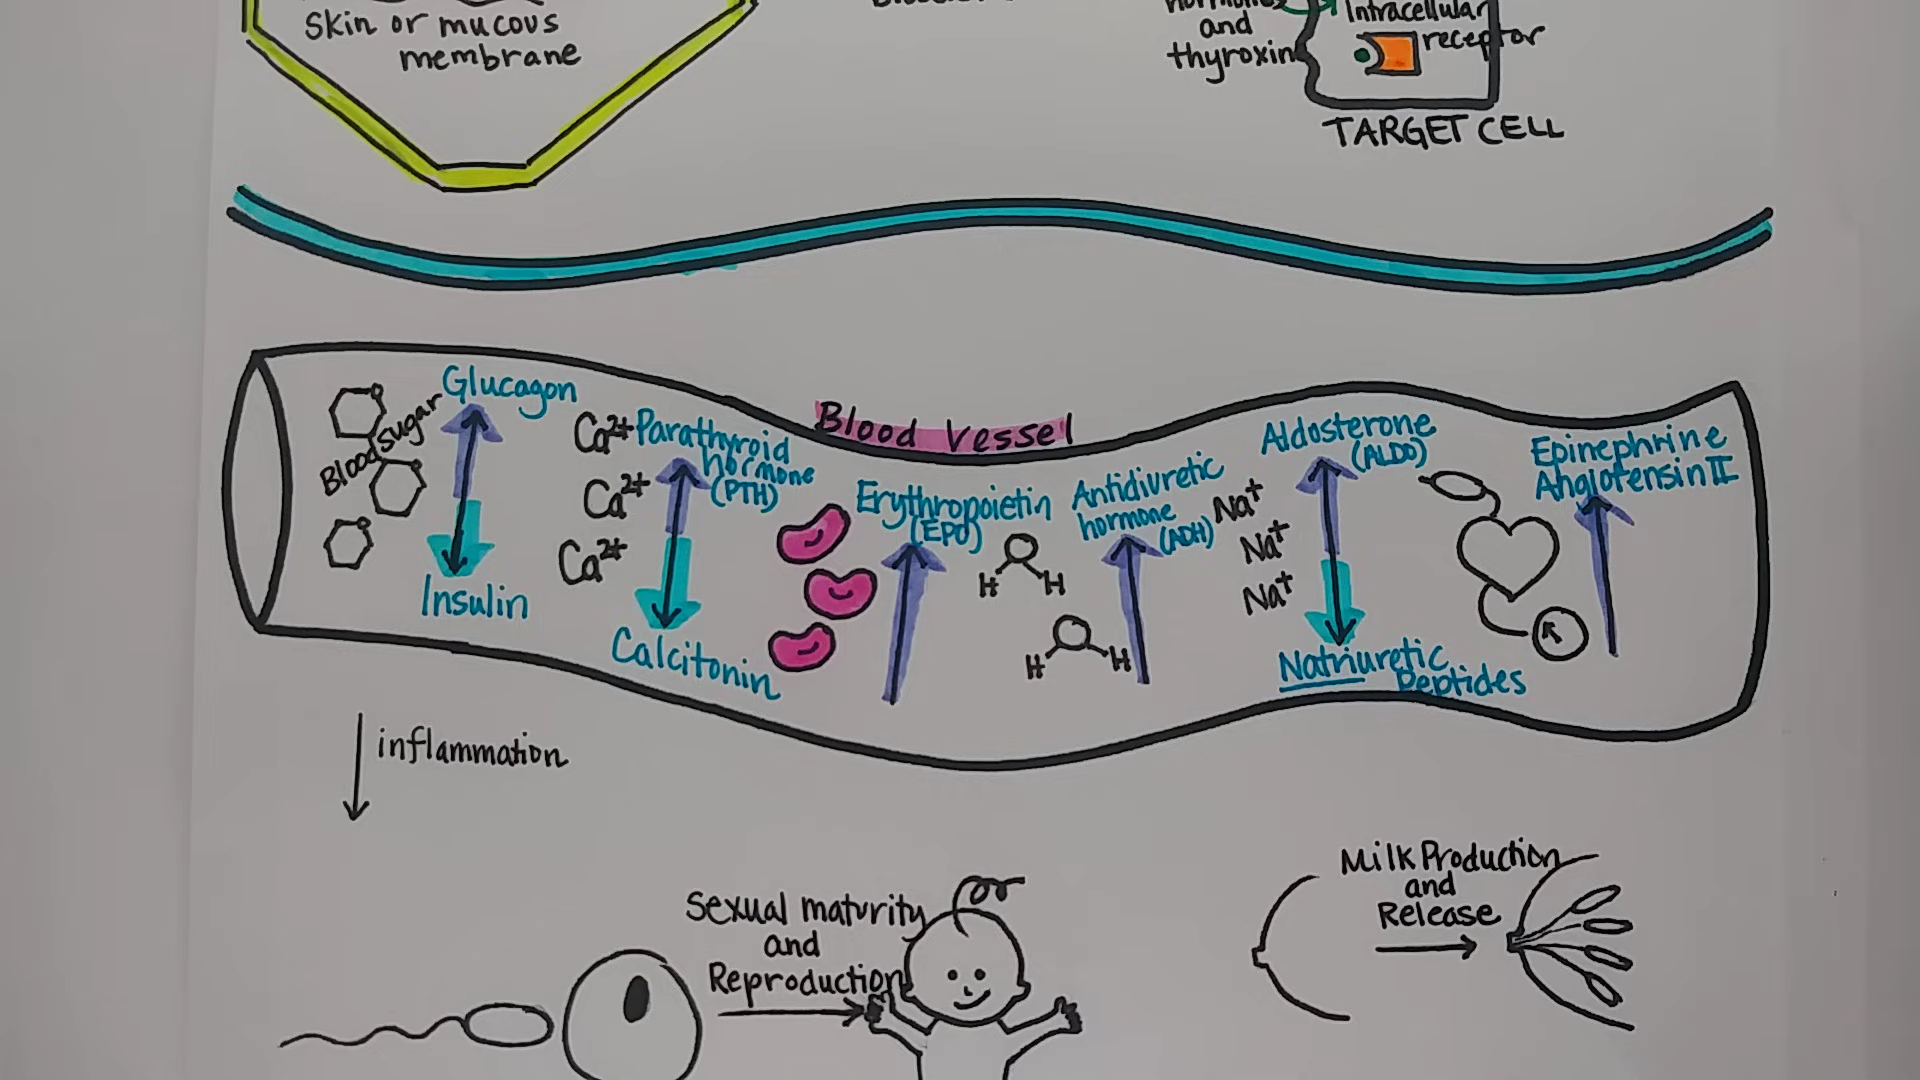 Skin or mucous
membrane
and
thyroxin
Intracellular
receptor
TARGET CELL
Blood sugar
Glucagon
Insulin
Ca²⁺
Ca²⁺
Ca²⁺
Parathyroid
hormone
(PTH)
Calcitonin
Blood Vessel
Erythropoietin
(EPO)
H H
H H
Antidiuretic
hormone
(ADH)
Na⁺
Na⁺
Na⁺
Aldosterone
(ALDO)
Natriuretic
Peptides
Epinephrine
Angiotensin II
inflammation
Sexual maturity
and
Reproduction
Milk Production
and
Release